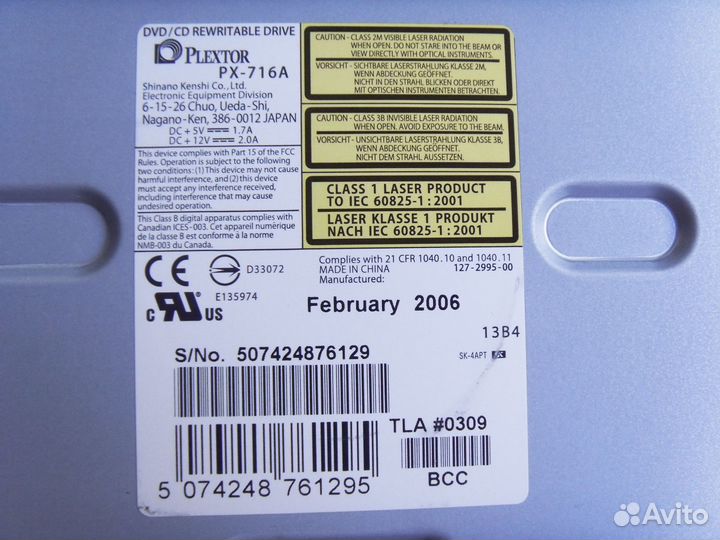 DVD/CD REWRITABLE DRIVE
PLEXTOR
PX-716A
Shinano Kenshi Co., Ltd.
Electronic Equipment Division
6-15-26 Chuo, Ueda-Shi,
Nagano-Ken, 386-0012 JAPAN
DC + 5V 1.7A
DC + 12V 2.0A
This device complies with Part 15 of the FCC
Rules. Operation is subject to the following
two conditions: (1) This device may not cause
harmful interference, and (2) this device
must accept any interference received,
including interference that may cause
undesired operation.
This Class B digital apparatus complies with
Canadian ICES-003. Cet appareil numérique
de la classe B est conforme à la norme
NMB-003 du Canada.
CAUTION - CLASS 2M VISIBLE LASER RADIATION
WHEN OPEN. DO NOT STARE INTO THE BEAM OR
VIEW DIRECTLY WITH OPTICAL INSTRUMENTS.
VORSICHT - SICHTBARE LASERSTRAHLUNG KLASSE 2M,
WENN ABDECKUNG GEÖFFNET.
NICHT IN DEN STRAHL BLICKEN ODER DIREKT
MIT OPTISCHEN INSTRUMENTEN BETRACHTEN.
CAUTION - CLASS 3B INVISIBLE LASER RADIATION
WHEN OPEN. AVOID EXPOSURE TO THE BEAM.
VORSICHT - UNSICHTBARE LASERSTRAHLUNG KLASSE 3B,
WENN ABDECKUNG GEÖFFNET.
NICHT DEM STRAHL AUSSETZEN.
CLASS 1 LASER PRODUCT
TO IEC 60825-1 : 2001
LASER KLASSE 1 PRODUKT
NACH IEC 60825-1 : 2001
CE
D33072
c RU US
E135974
Complies with 21 CFR 1040.10 and 1040.11
MADE IN CHINA 127-2995-00
Manufactured:
February 2006
13B4
S/No. 507424876129
SK-4APT
TLA #0309
BCC
5 074248 761295
Avito